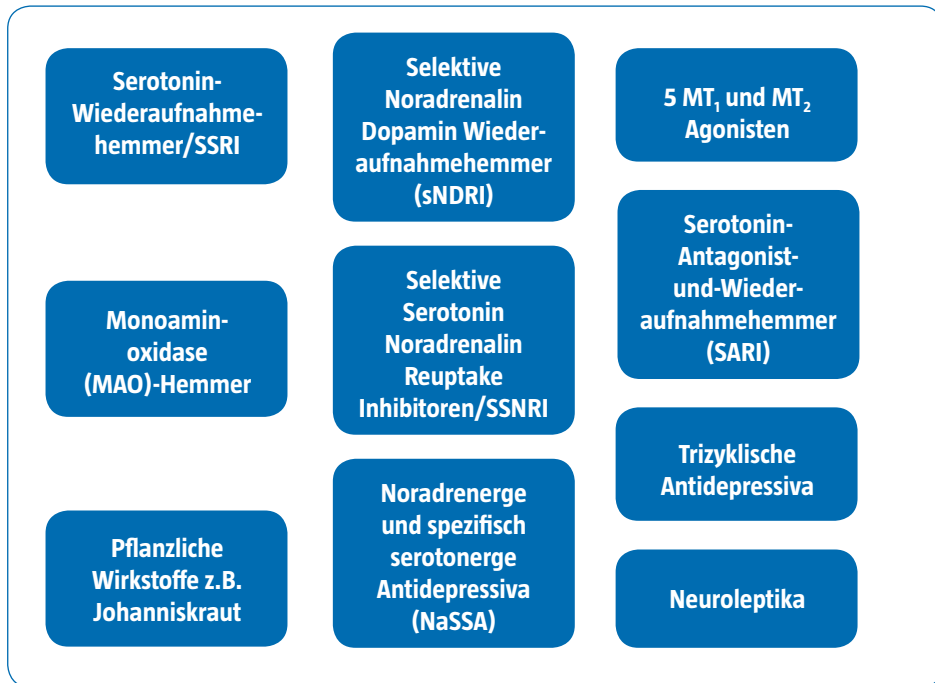 Serotonin-
Wiederaufnahme-
hemmer/SSRI
Monoamin-
oxidase
(MAO)-Hemmer
Pflanzliche
Wirkstoffe z.B.
Johanniskraut
Selektive
Noradrenalin
Dopamin Wieder-
aufnahmehemmer
(sNDRI)
Selektive
Serotonin
Noradrenalin
Reuptake
Inhibitoren/SSNRI
Noradrenerge
und spezifisch
serotonerge
Antidepressiva
(NaSSA)
5 MT₁ und MT₂
Agonisten
Serotonin-
Antagonist-
und-Wieder-
aufnahmehemmer
(SARI)
Trizyklische
Antidepressiva
Neuroleptika